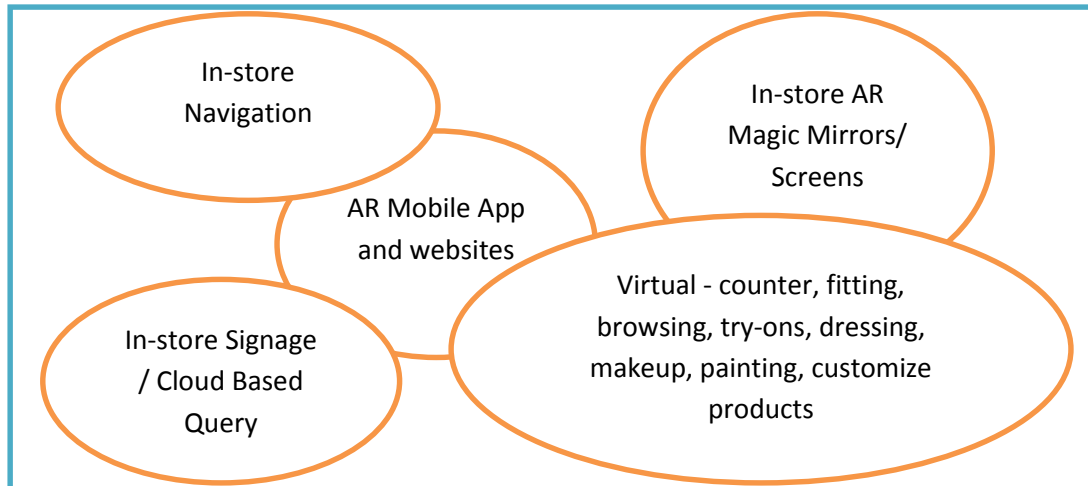 In-store
Navigation
In-store AR
Magic Mirrors/
Screens
AR Mobile App
and websites
Virtual - counter, fitting,
browsing, try-ons, dressing,
makeup, painting, customize
products
In-store Signage
/ Cloud Based
Query